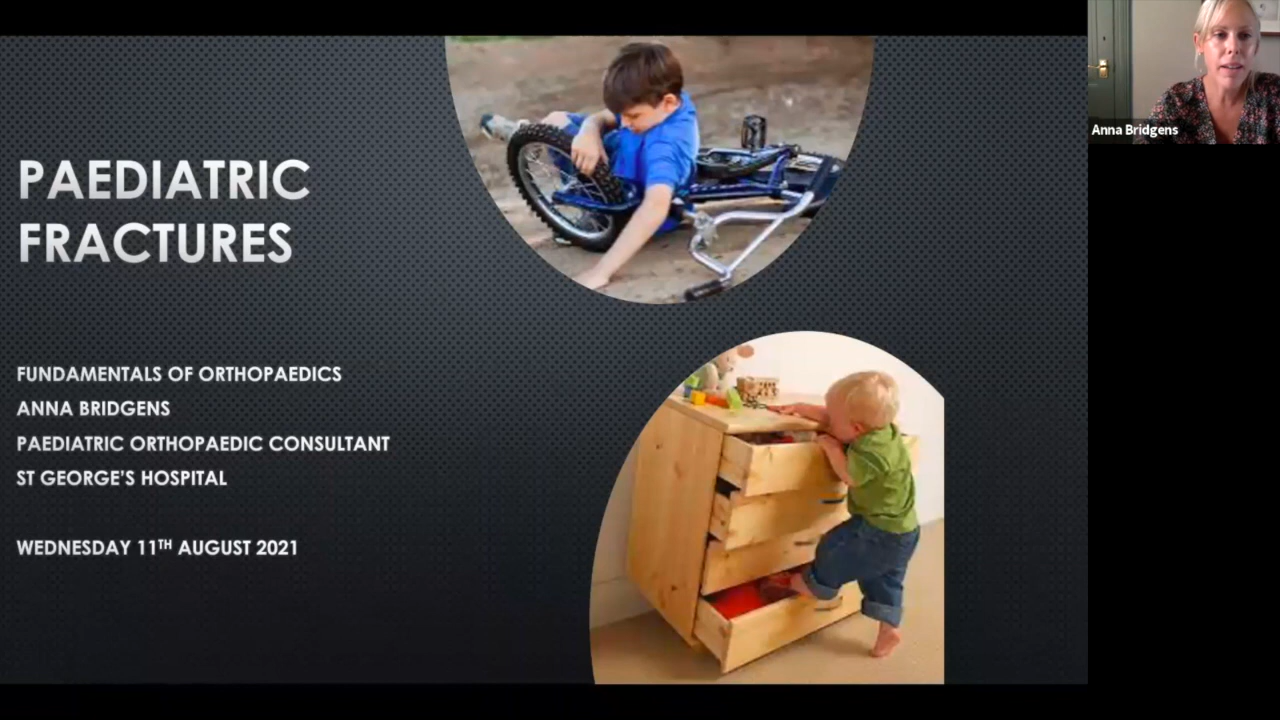 PAEDIATRIC
FRACTURES
FUNDAMENTALS OF ORTHOPAEDICS
ANNA BRIDGENS
PAEDIATRIC ORTHOPAEDIC CONSULTANT
ST GEORGE'S HOSPITAL
WEDNESDAY 11TH AUGUST 2021
Anna Bridgens